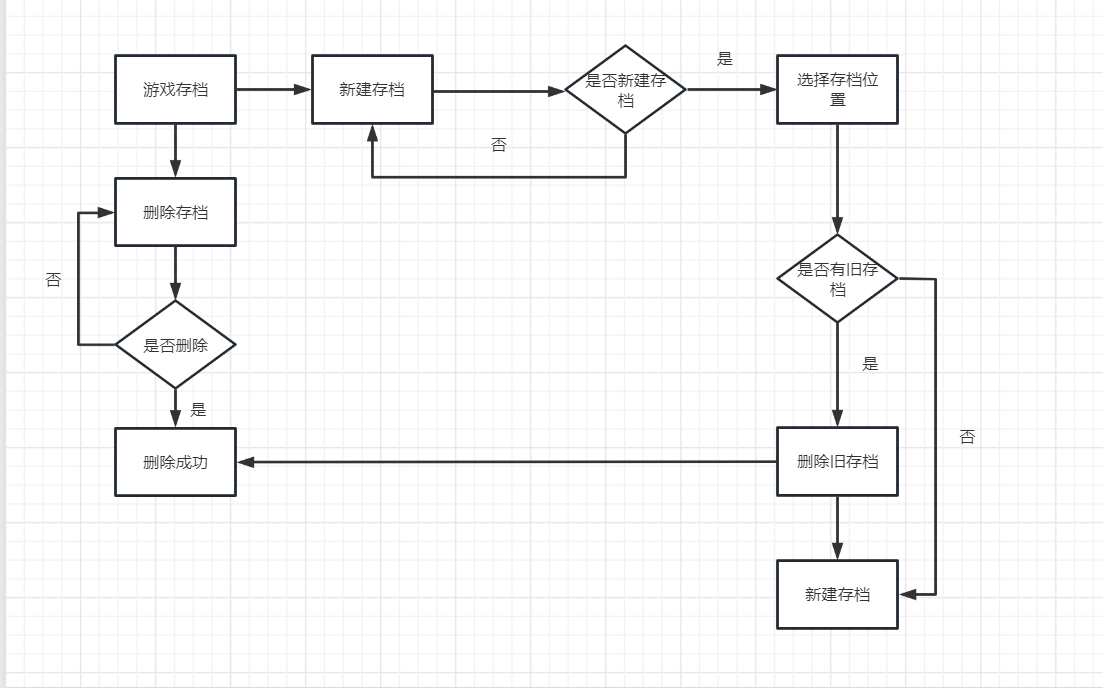 游戏存档
新建存档
是否新建存
档
是
选择存档位
置
否
删除存档
否
是否有旧存
档
是否删除
是
是
否
删除成功
删除旧存档
新建存档